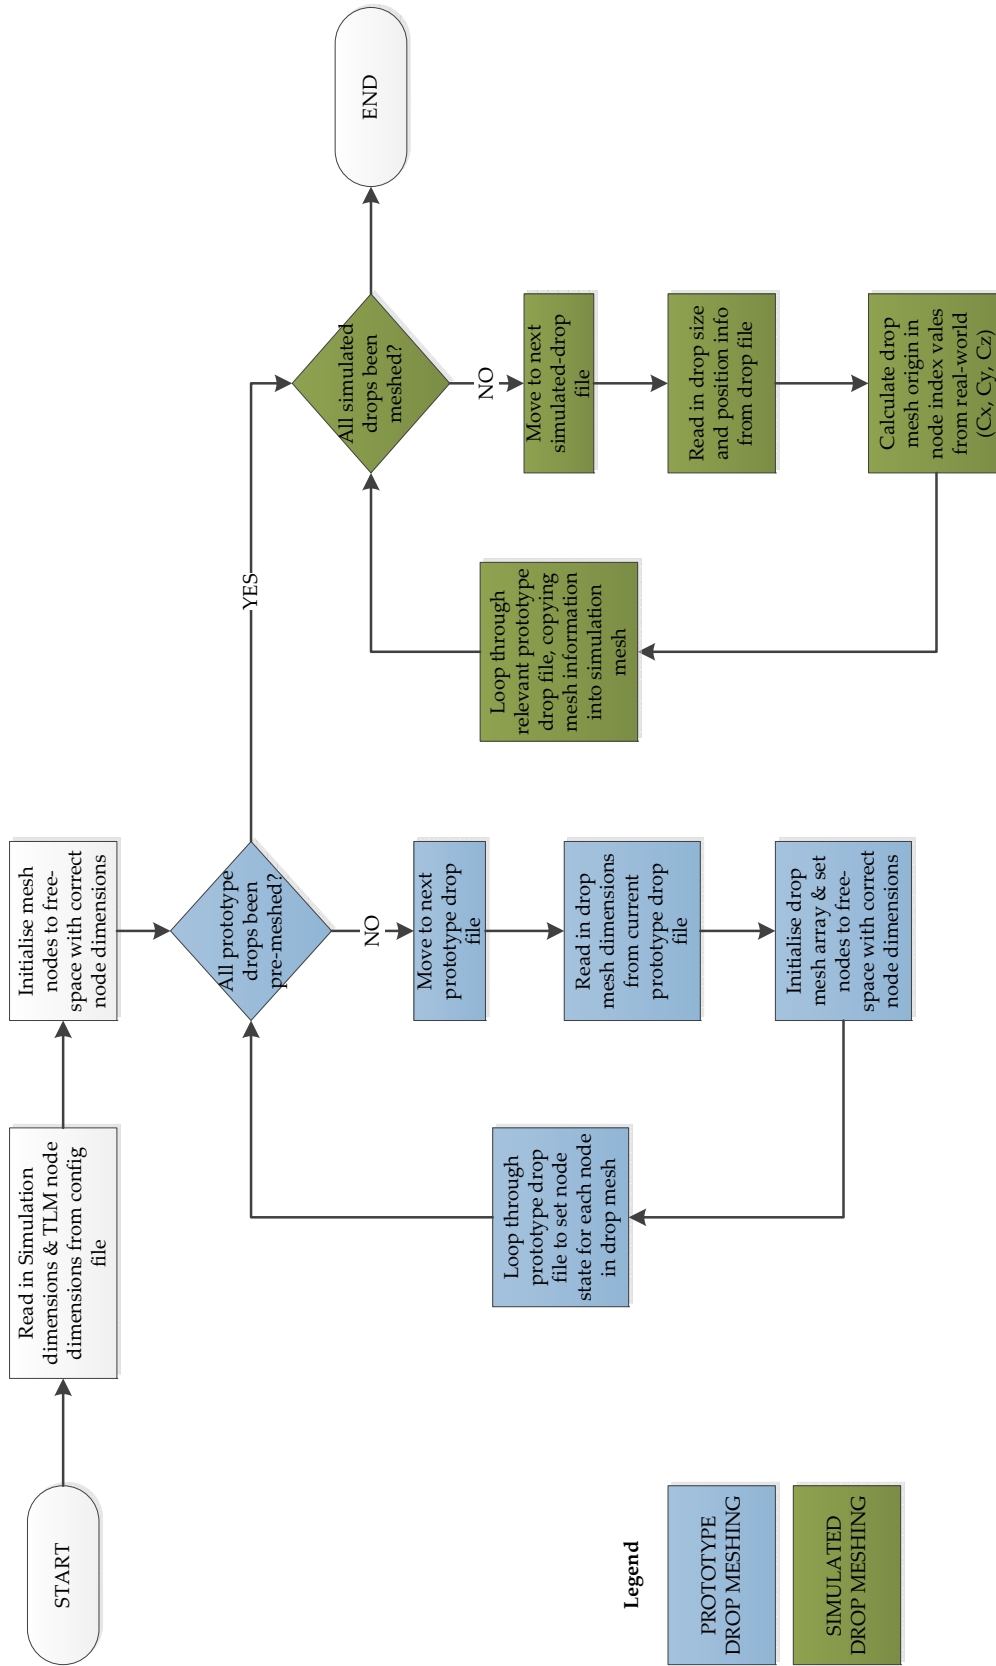 START
Read in Simulation
dimensions & TLM node
dimensions from config
file
Initialise mesh
nodes to free-
space with correct
node dimensions
All prototype
drops been
pre-meshed?
YES
NO
Move to next
prototype drop
file
Read in drop
mesh dimensions
from current
prototype drop
file
Initialise drop
mesh array & set
nodes to free-
space with correct
node dimensions
Loop through
prototype drop
file to set node
state for each node
in drop mesh
All simulated
drops been
meshed?
END
NO
Move to next
simulated-drop
file
Read in drop size
and position info
from drop file
Calculate drop
mesh origin in
node index vales
from real-world
(Cx, Cy, Cz)
Loop through
relevant prototype
drop file, copying
mesh information
into simulation
mesh
Legend
PROTOTYPE
DROP MESHING
SIMULATED
DROP MESHING